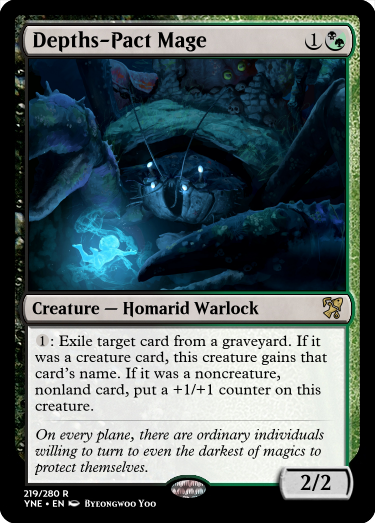 Depths-Pact Mage 1
Creature — Homarid Warlock
1: Exile target card from a graveyard. If it
was a creature card, this creature gains that
card's name. If it was a noncreature,
nonland card, put a +1/+1 counter on this
creature.
On every plane, there are ordinary individuals
willing to turn to even the darkest of magics to
protect themselves.
2/2
219/280 R
YNE • EN Byeongwoo Yoo